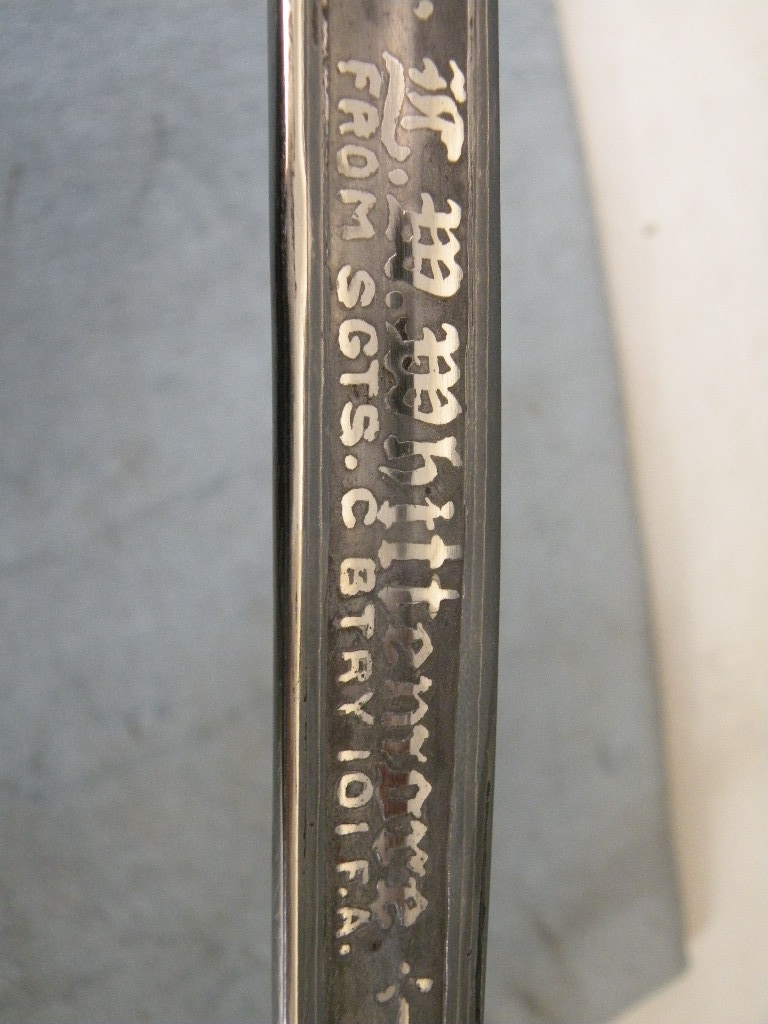 W Whittemore
FROM SGTS. C BTRY 101 F.A.